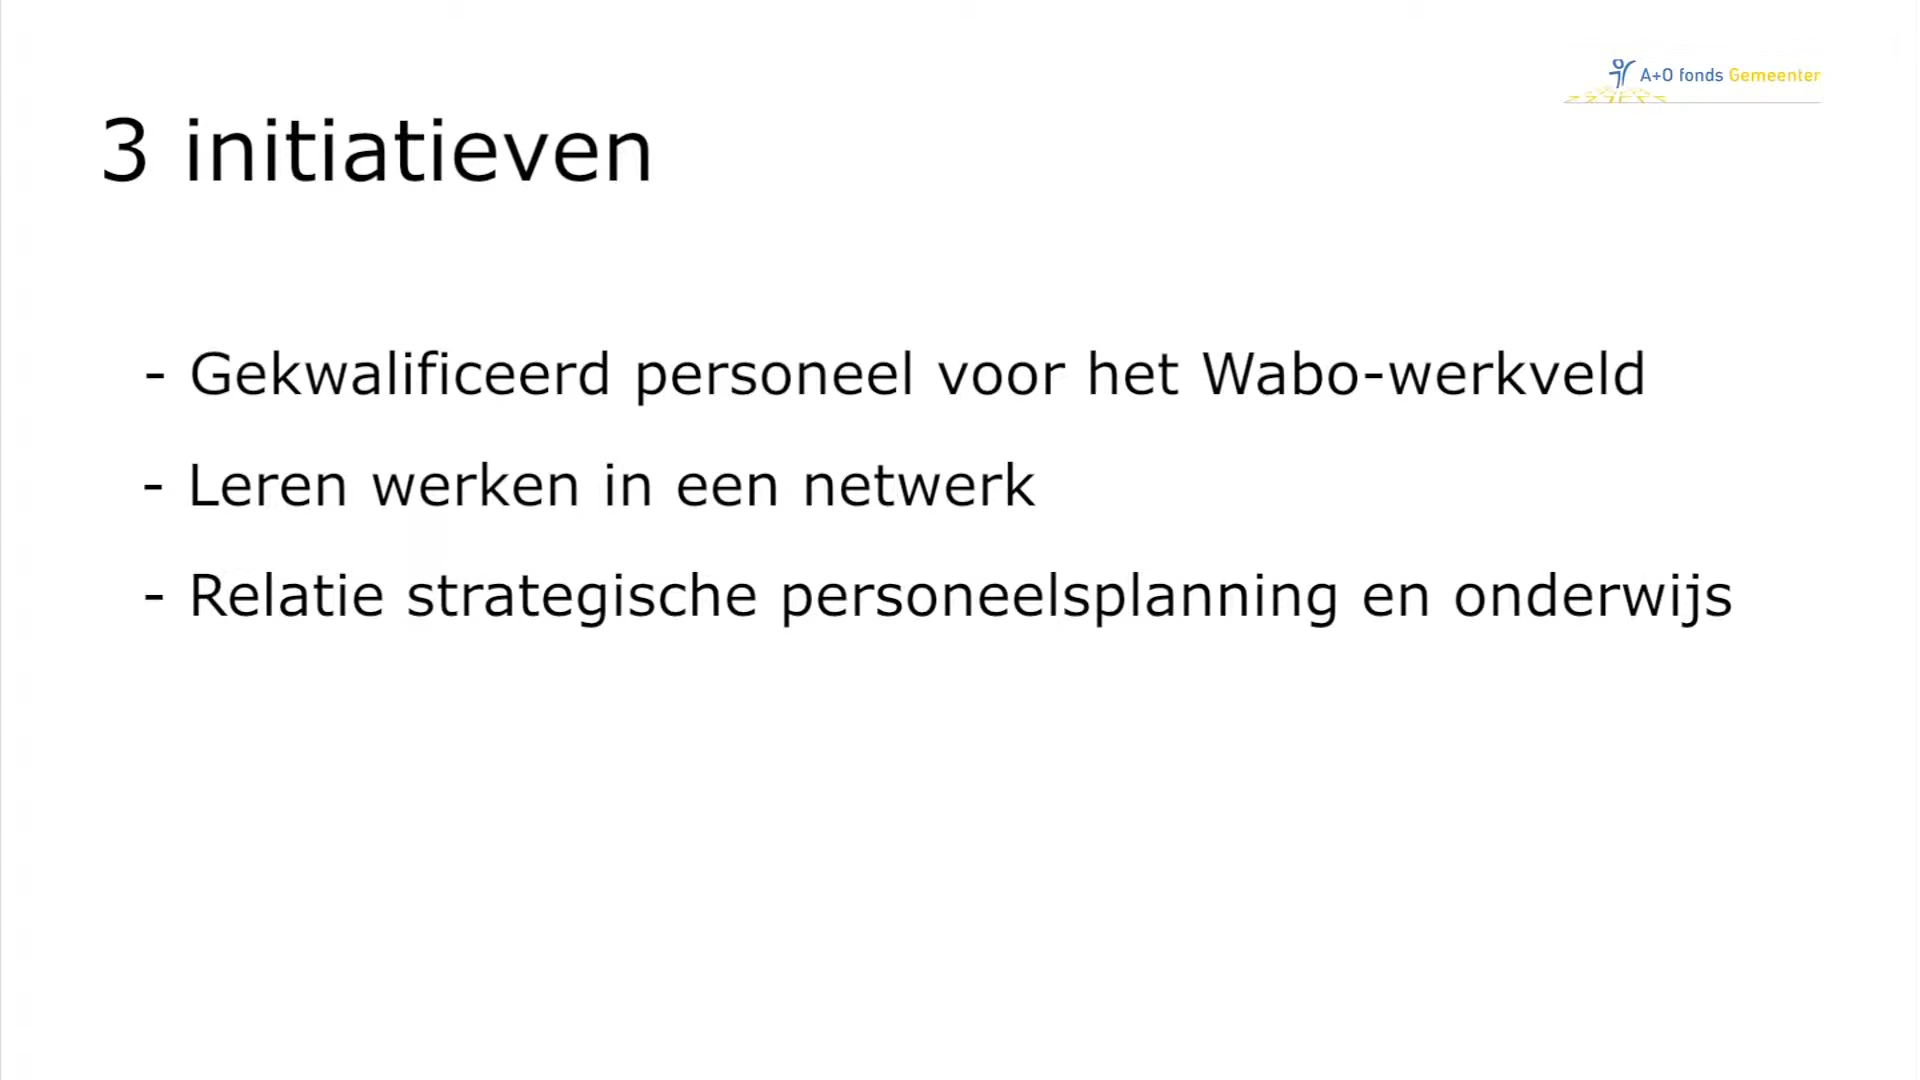 A+O fonds Gemeenter
3 initiatieven
- Gekwalificeerd personeel voor het Wabo-werkveld
- Leren werken in een netwerk
- Relatie strategische personeelsplanning en onderwijs